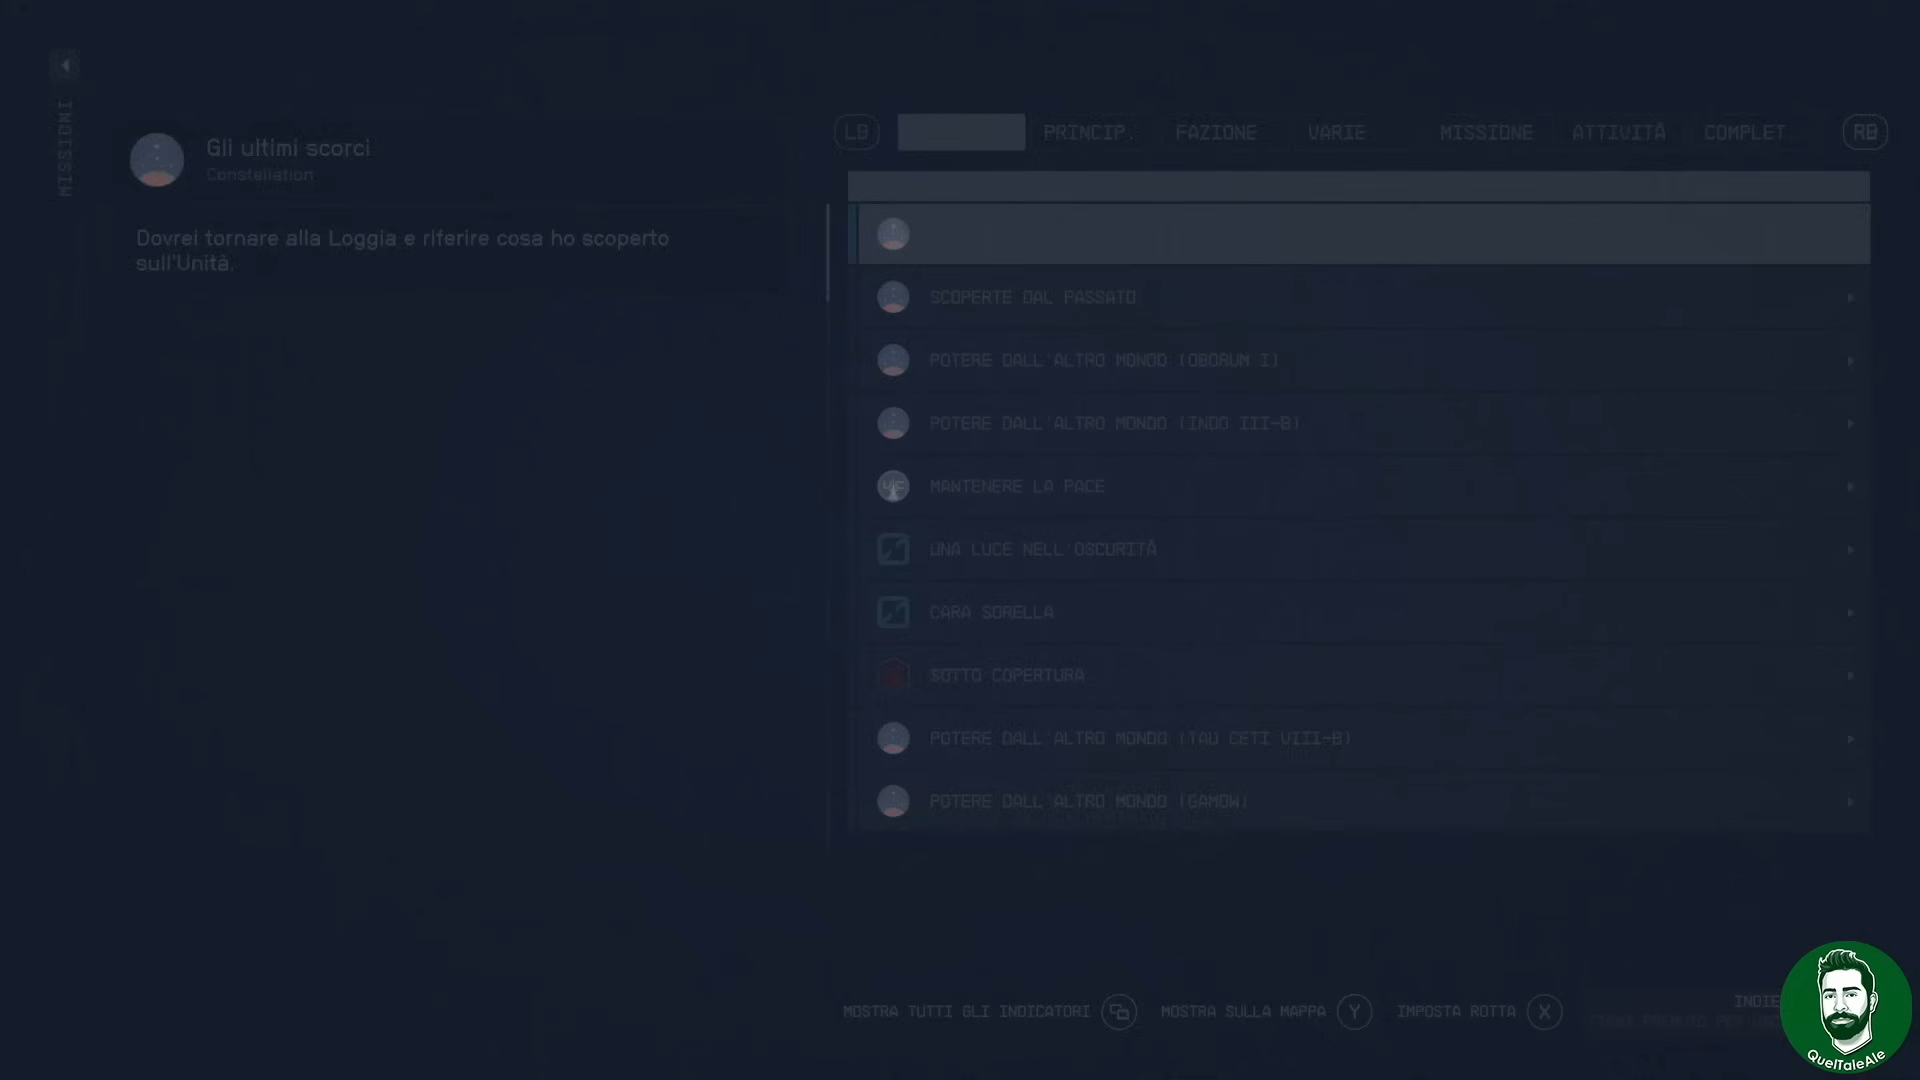 MISSIONI
Gli ultimi scorci
Constellation
Dovrei tornare alla Loggia e riferire cosa ho scoperto
sull'Unità.
LB
PRINCIP.
FAZIONE
VARIE
MISSIONE
ATTIVITÀ
COMPLET
RB
SCOPERTE DAL PASSATO
POTERE DALL'ALTRO MONDO (OBORUM I)
POTERE DALL'ALTRO MONDO (INDO III-B)
UC
MANTENERE LA PACE
UNA LUCE NELL'OSCURITÀ
CARA SORELLA
SOTTO COPERTURA
POTERE DALL'ALTRO MONDO (TAU CETI VIII-B)
POTERE DALL'ALTRO MONDO (GAMOW)
MOSTRA TUTTI GLI INDICATORI
MOSTRA SULLA MAPPA Y
IMPOSTA ROTTA X
QuelTaleAle